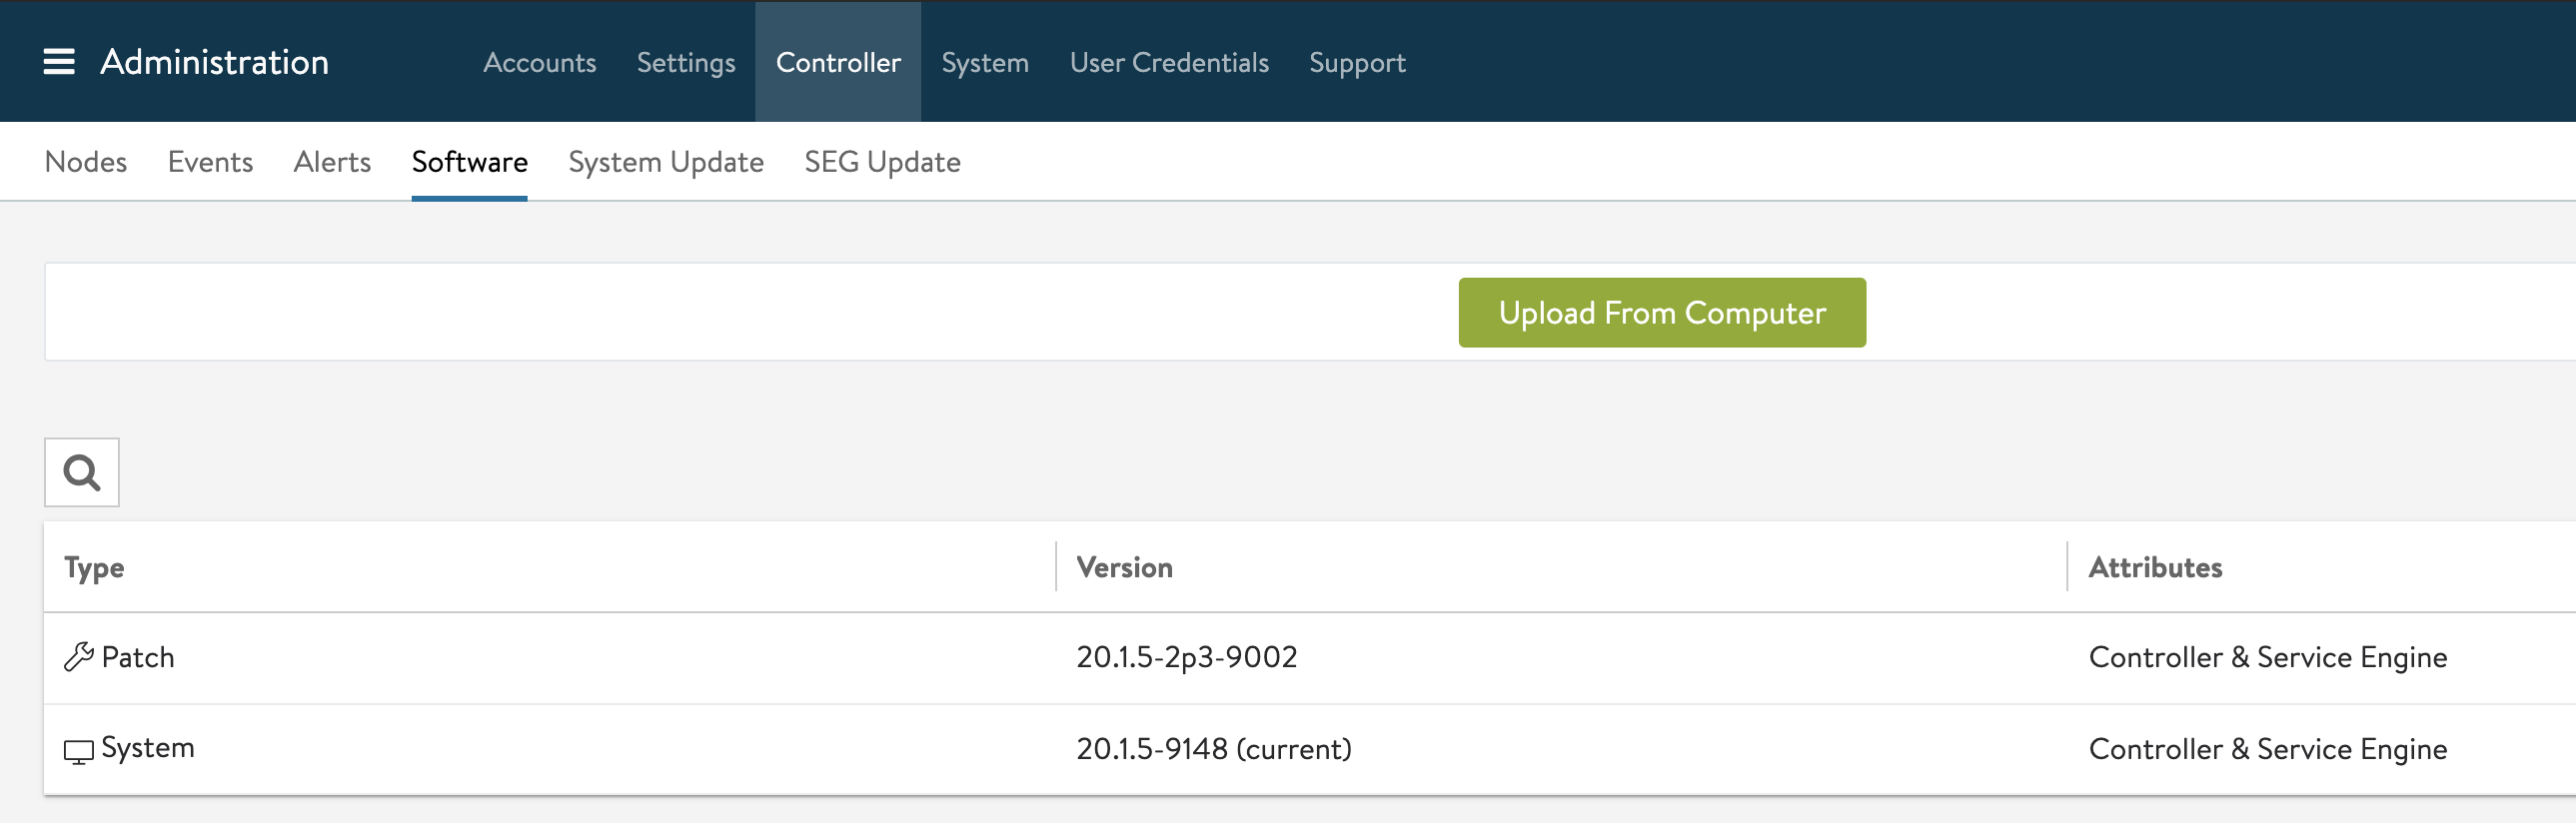 Administration Accounts Settings Controller System User Credentials Support
Nodes Events Alerts Software System Update SEG Update
Upload From Computer
Type Version Attributes
Patch 20.1.5-2p3-9002 Controller & Service Engine
System 20.1.5-9148 (current) Controller & Service Engine